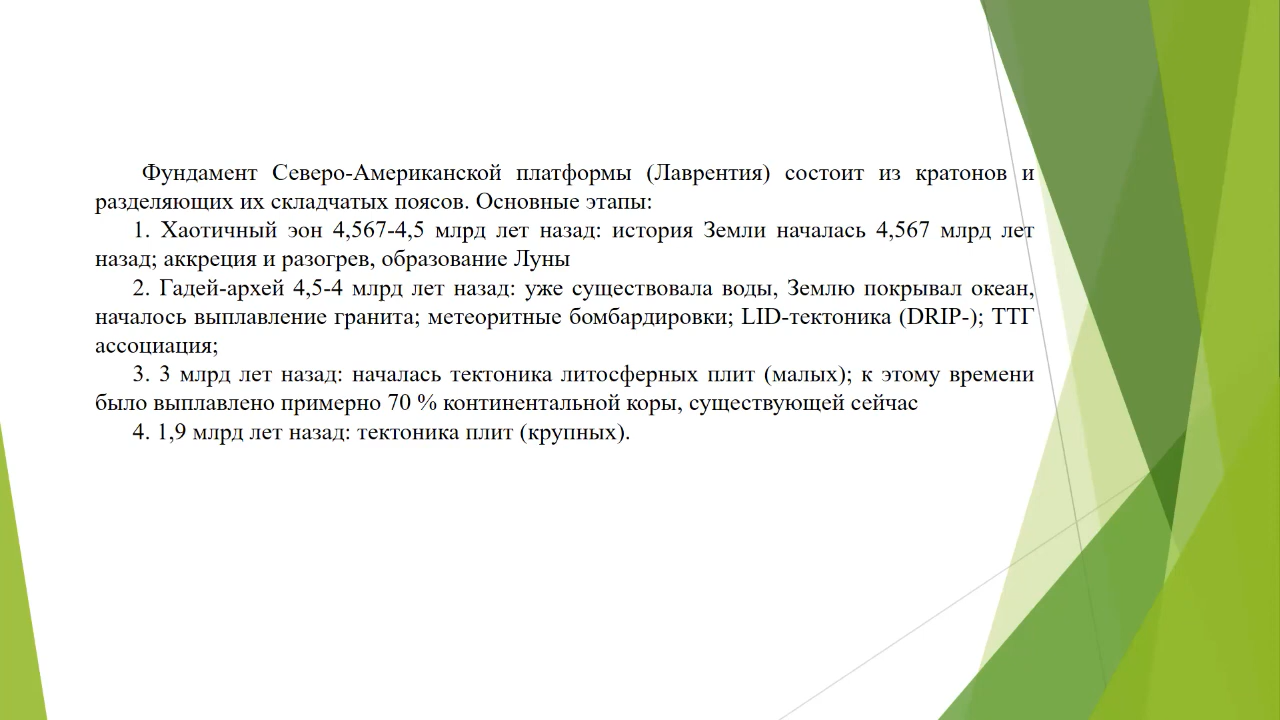 Фундамент Северо-Американской платформы (Лаврентия) состоит из кратонов и
разделяющих их складчатых поясов. Основные этапы:
1. Хаотичный эон 4,567-4,5 млрд лет назад: история Земли началась 4,567 млрд лет
назад; аккреция и разогрев, образование Луны
2. Гадей-архей 4,5-4 млрд лет назад: уже существовала воды, Землю покрывал океан,
началось выплавление гранита; метеоритные бомбардировки; LID-тектоника (DRIP-); ТТГ
ассоциация;
3. 3 млрд лет назад: началась тектоника литосферных плит (малых); к этому времени
было выплавлено примерно 70 % континентальной коры, существующей сейчас
4. 1,9 млрд лет назад: тектоника плит (крупных).